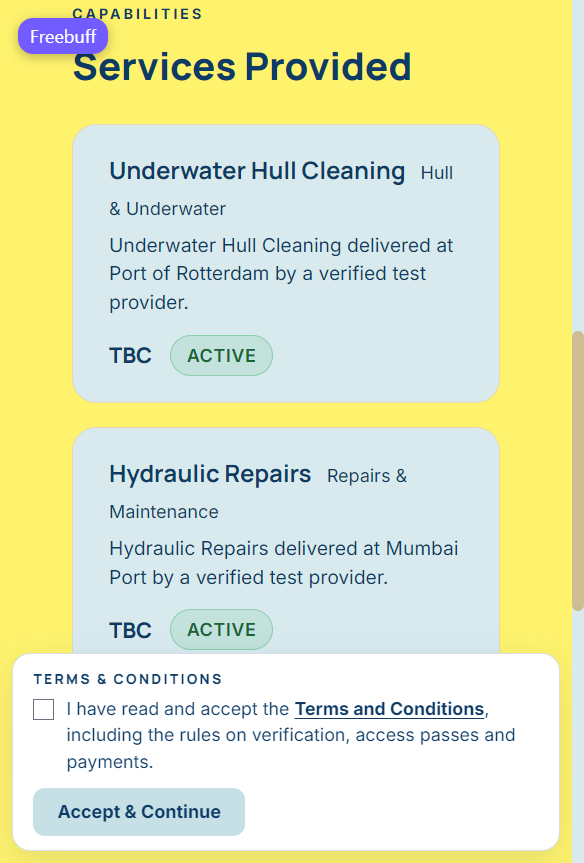 CAPABILITIES
Freebuff
Services Provided
Underwater Hull Cleaning Hull
& Underwater
Underwater Hull Cleaning delivered at
Port of Rotterdam by a verified test
provider.
TBC ACTIVE
Hydraulic Repairs Repairs &
Maintenance
Hydraulic Repairs delivered at Mumbai
Port by a verified test provider.
TBC ACTIVE
TERMS & CONDITIONS
I have read and accept the Terms and Conditions,
including the rules on verification, access passes and
payments.
Accept & Continue